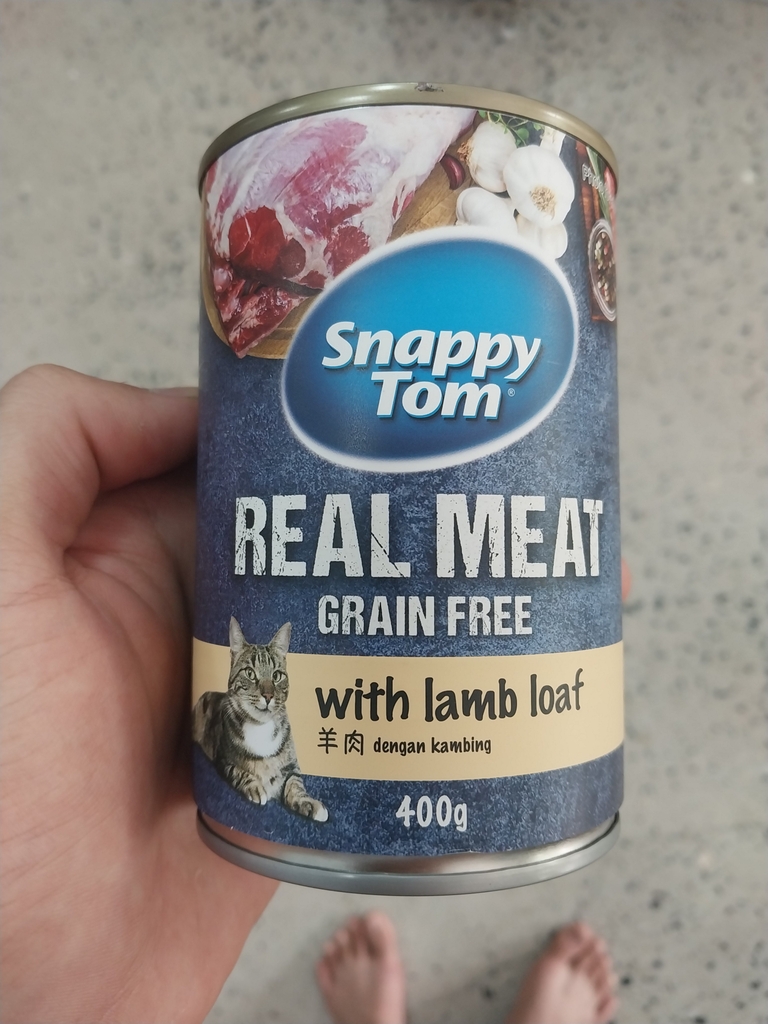 Snappy
Tom®
REAL MEAT
GRAIN FREE
with lamb loaf
羊肉 dengan kambing
400g